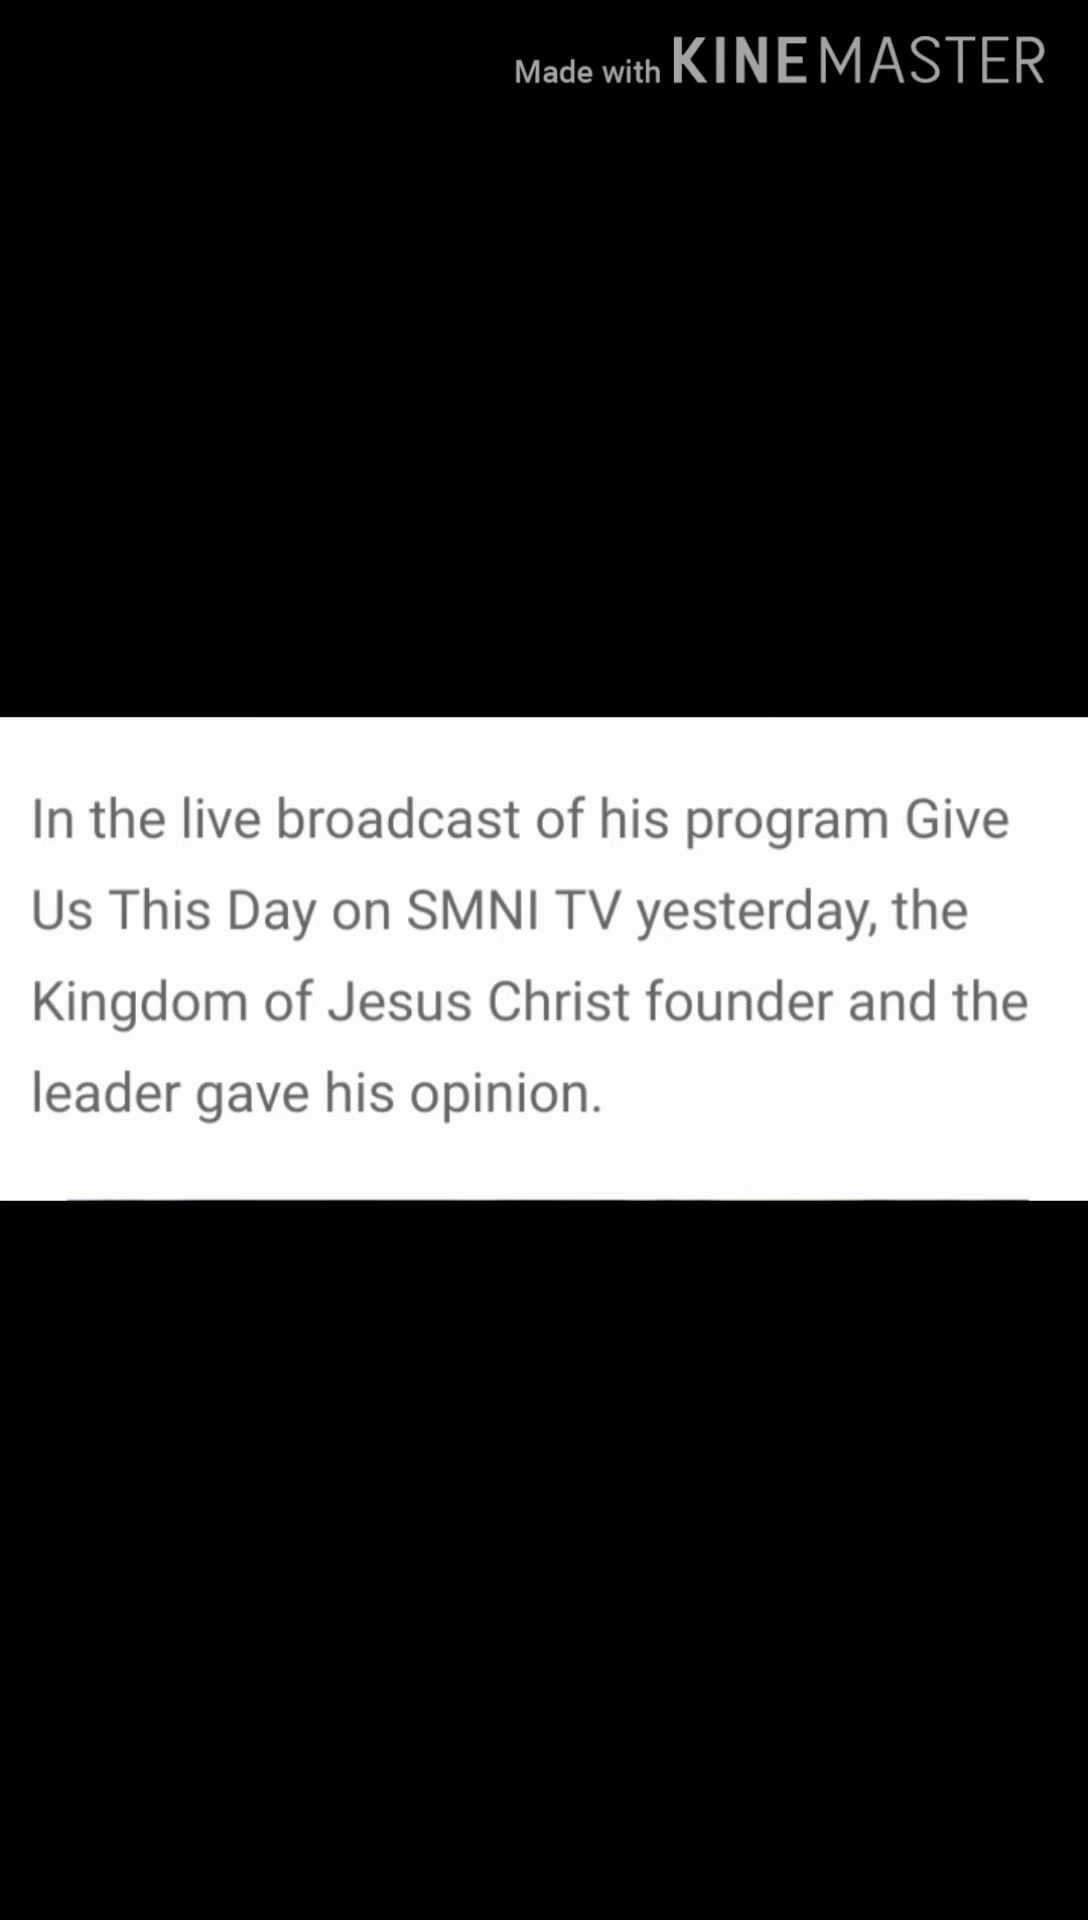 Made with KINEMASTER
In the live broadcast of his program Give
Us This Day on SMNI TV yesterday, the
Kingdom of Jesus Christ founder and the
leader gave his opinion.